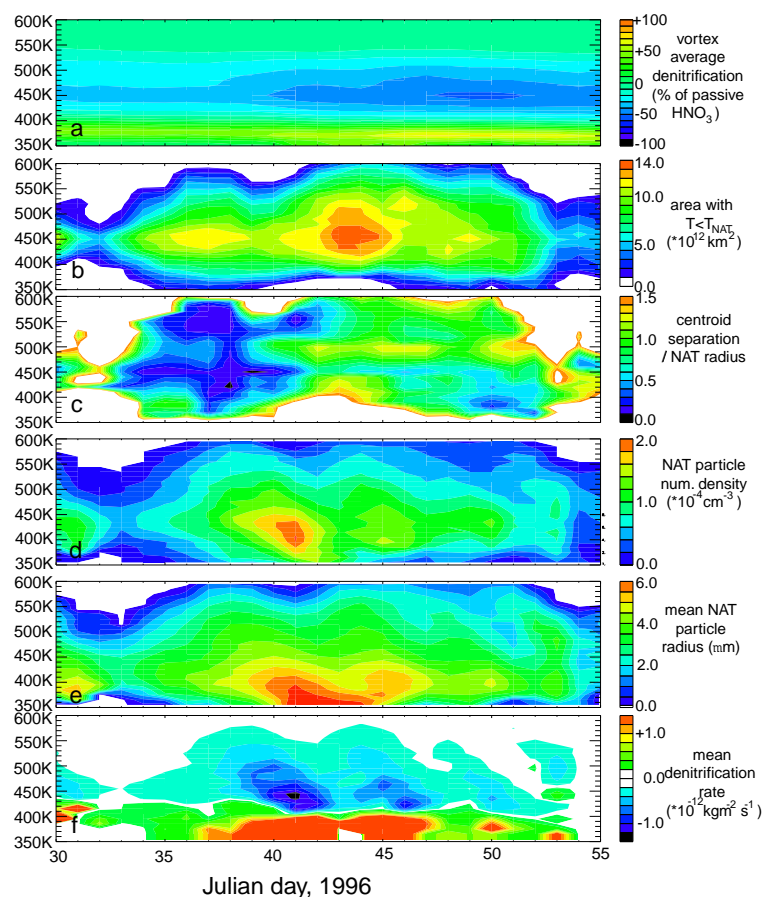 600K
550K
500K
450K
400K
350K
a
+100
+50
0
-50
-100
vortex
average
denitrification
(% of passive
HNO3)
600K
550K
500K
450K
400K
350K
b
14.0
10.0
5.0
0.0
area with
T<TNAT
(*10^12 km^2)
600K
550K
500K
450K
400K
350K
c
1.5
1.0
0.5
0.0
centroid
separation
/ NAT radius
600K
550K
500K
450K
400K
350K
d
2.0
1.0
0.0
NAT particle
num. density
(*10^-4 cm^-3)
600K
550K
500K
450K
400K
350K
e
6.0
4.0
2.0
0.0
mean NAT
particle
radius (mm)
600K
550K
500K
450K
400K
350K
f
+1.0
0.0
-1.0
mean
denitrification
rate
(*10^-12 kgm^-2 s^-1)
30 35 40 45 50 55
Julian day, 1996